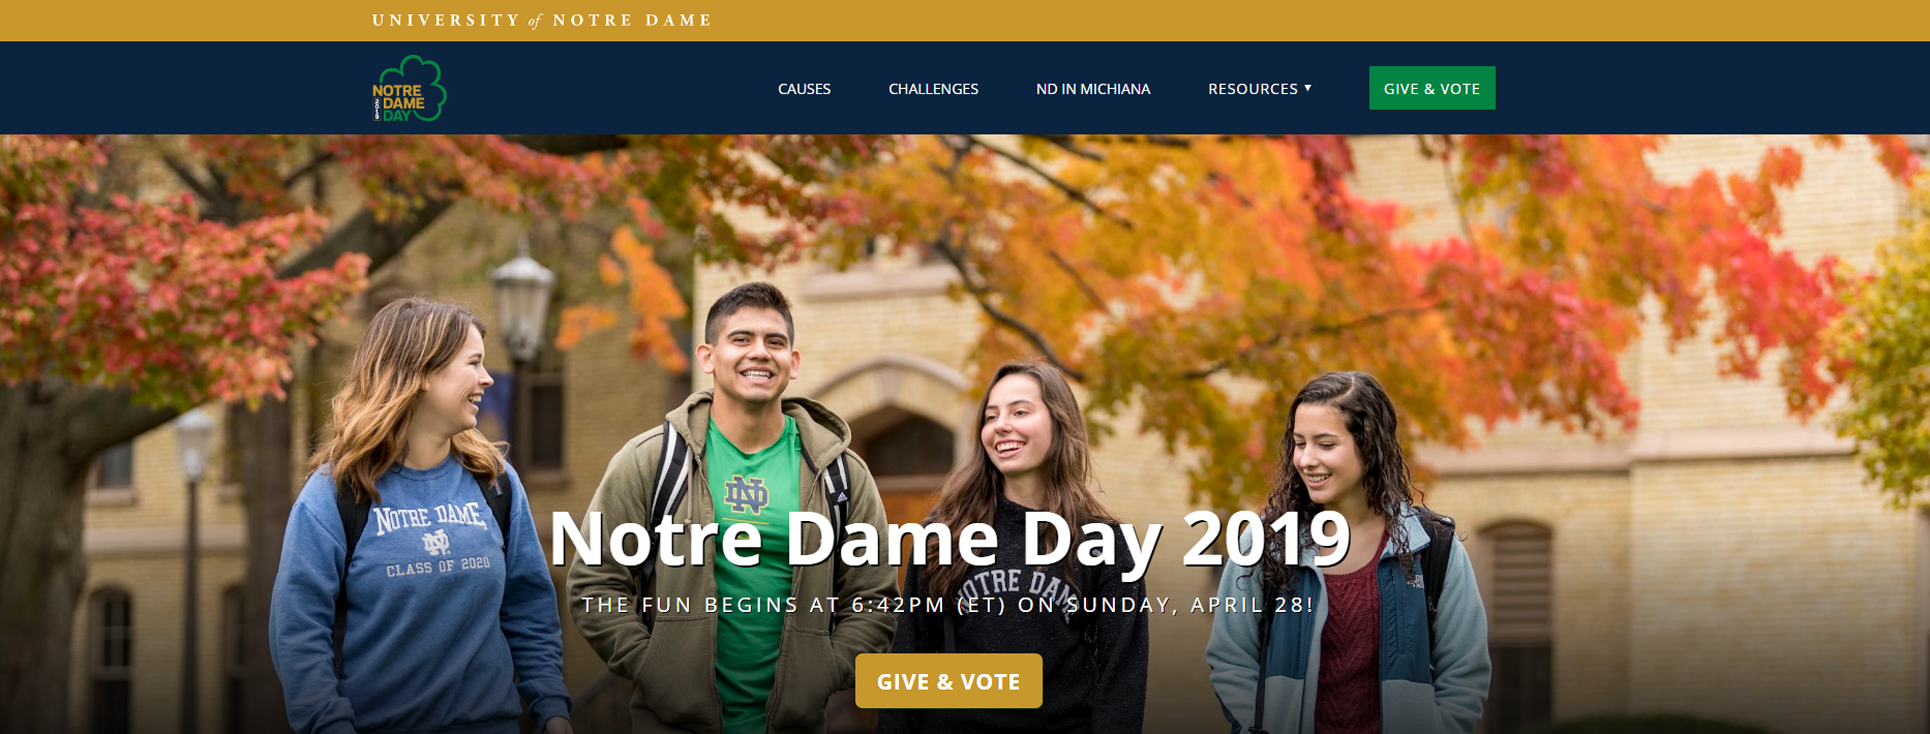 UNIVERSITY of NOTRE DAME
NOTRE
DAME
DAY
2019
CAUSES
CHALLENGES
ND IN MICHIANA
RESOURCES ▼
GIVE & VOTE
NOTRE DAME
ND
CLASS OF 2020
ND
NOTRE DAM
Notre Dame Day 2019
THE FUN BEGINS AT 6:42PM (ET) ON SUNDAY, APRIL 28!
GIVE & VOTE